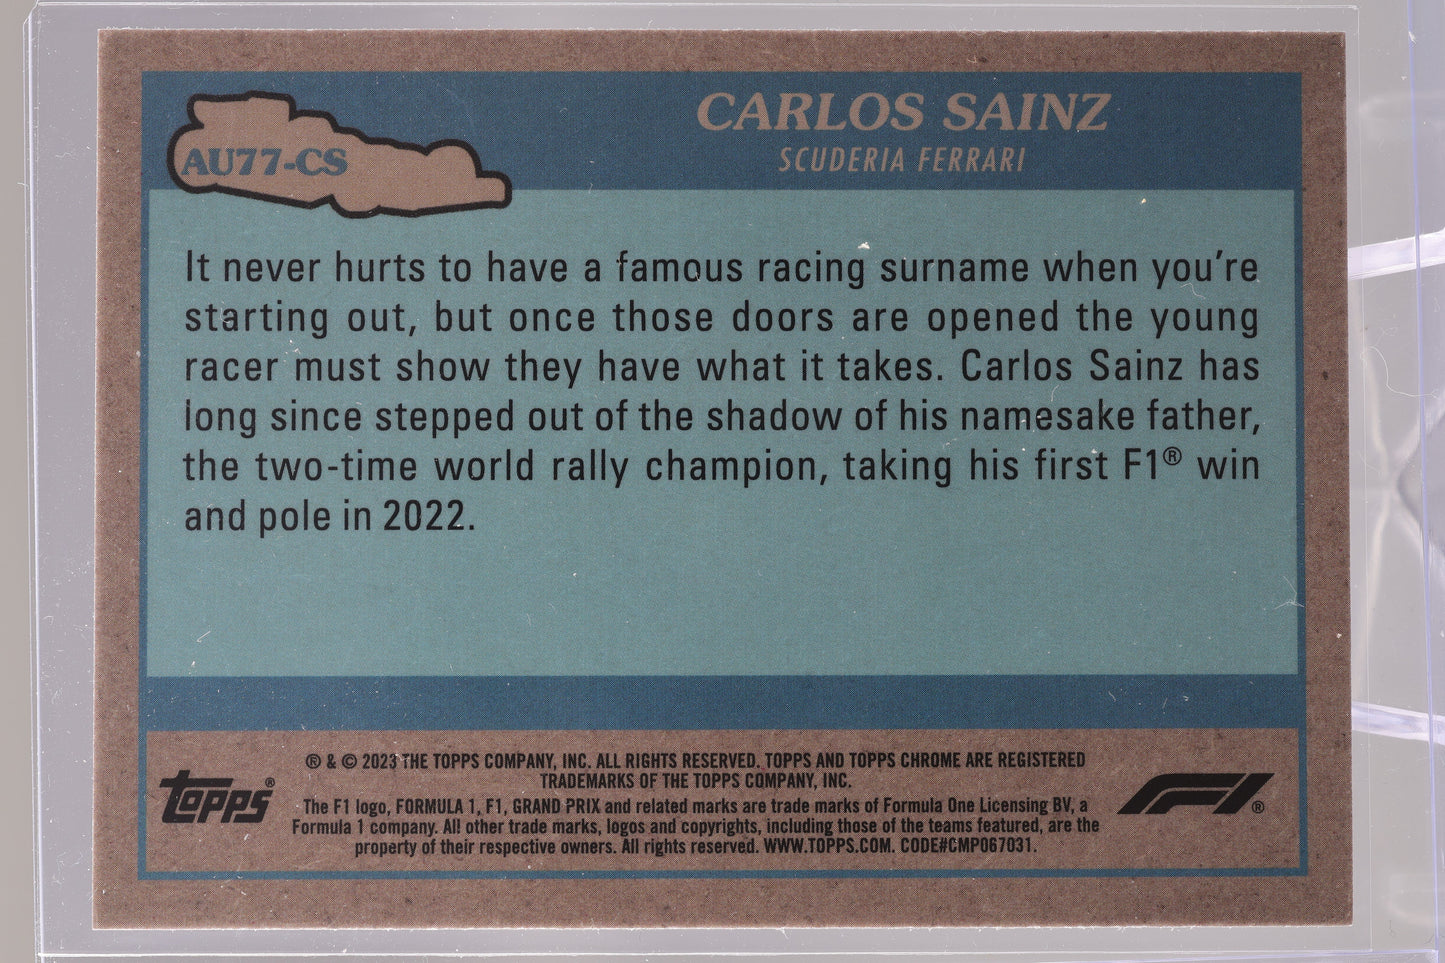 AU77-CS
CARLOS SAINZ
SCUDERIA FERRARI
It never hurts to have a famous racing surname when you're
starting out, but once those doors are opened the young
racer must show they have what it takes. Carlos Sainz has
long since stepped out of the shadow of his namesake father,
the two-time world rally champion, taking his first F1® win
and pole in 2022.
® & © 2023 THE TOPPS COMPANY, INC. ALL RIGHTS RESERVED. TOPPS AND TOPPS CHROME ARE REGISTERED
TRADEMARKS OF THE TOPPS COMPANY, INC.
The F1 logo, FORMULA 1, F1, GRAND PRIX and related marks are trade marks of Formula One Licensing BV, a
Formula 1 company. All other trade marks, logos and copyrights, including those of the teams featured, are the
property of their respective owners. All rights reserved. WWW.TOPPS.COM. CODE#CMP067031.
Topps®
F1®